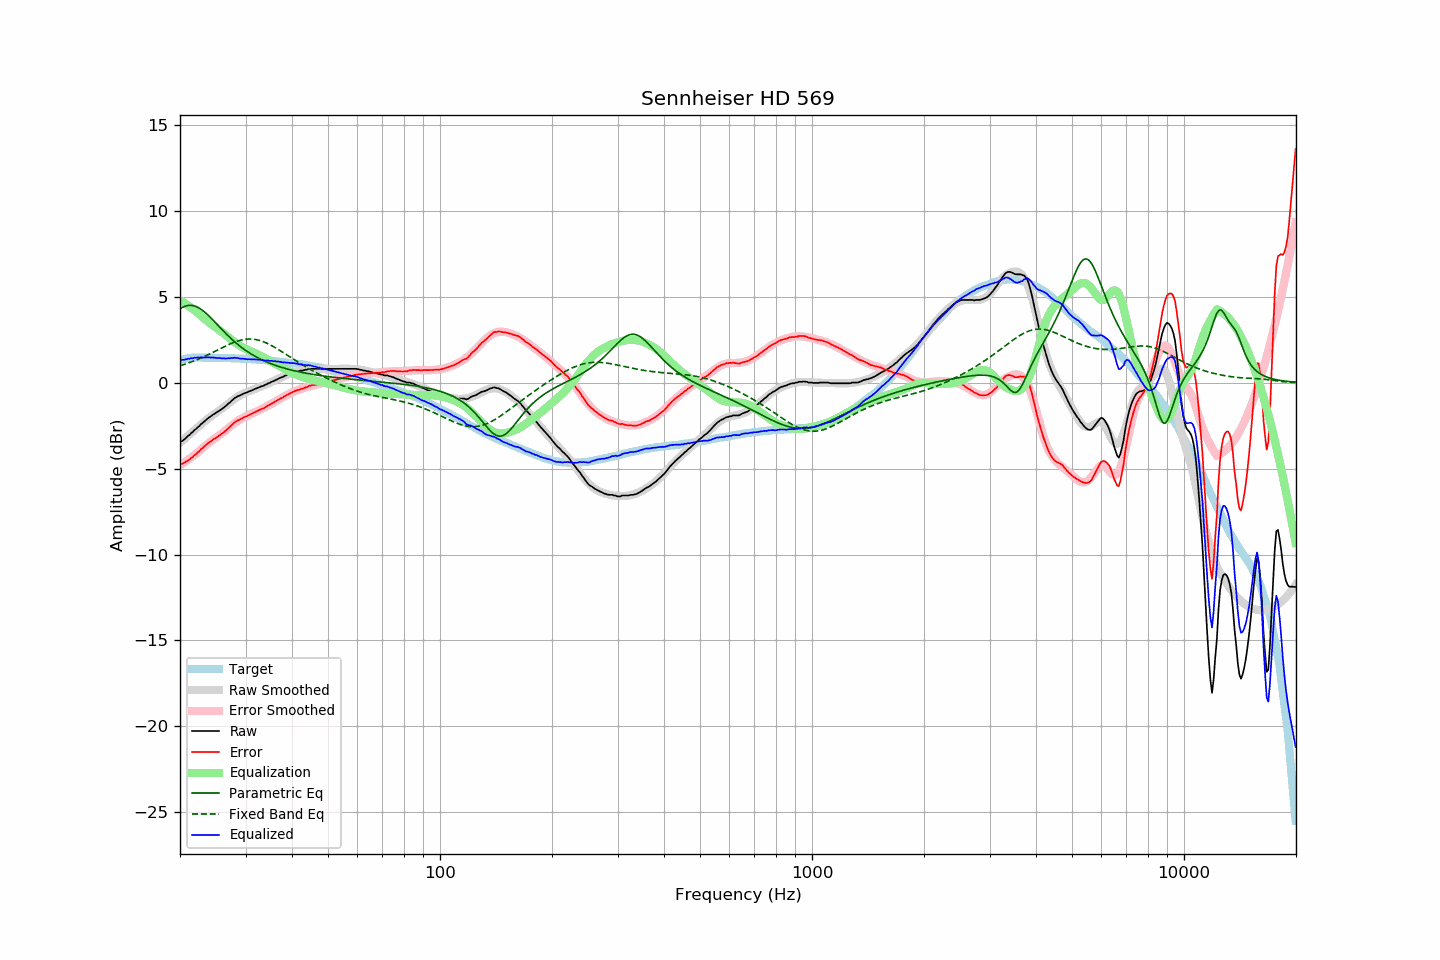 Sennheiser HD 569
15
10
5
0
−5
−10
−15
−20
−25
Amplitude (dBr)
Target
Raw Smoothed
Error Smoothed
Raw
Error
Equalization
Parametric Eq
Fixed Band Eq
Equalized
100 1000 10000
Frequency (Hz)